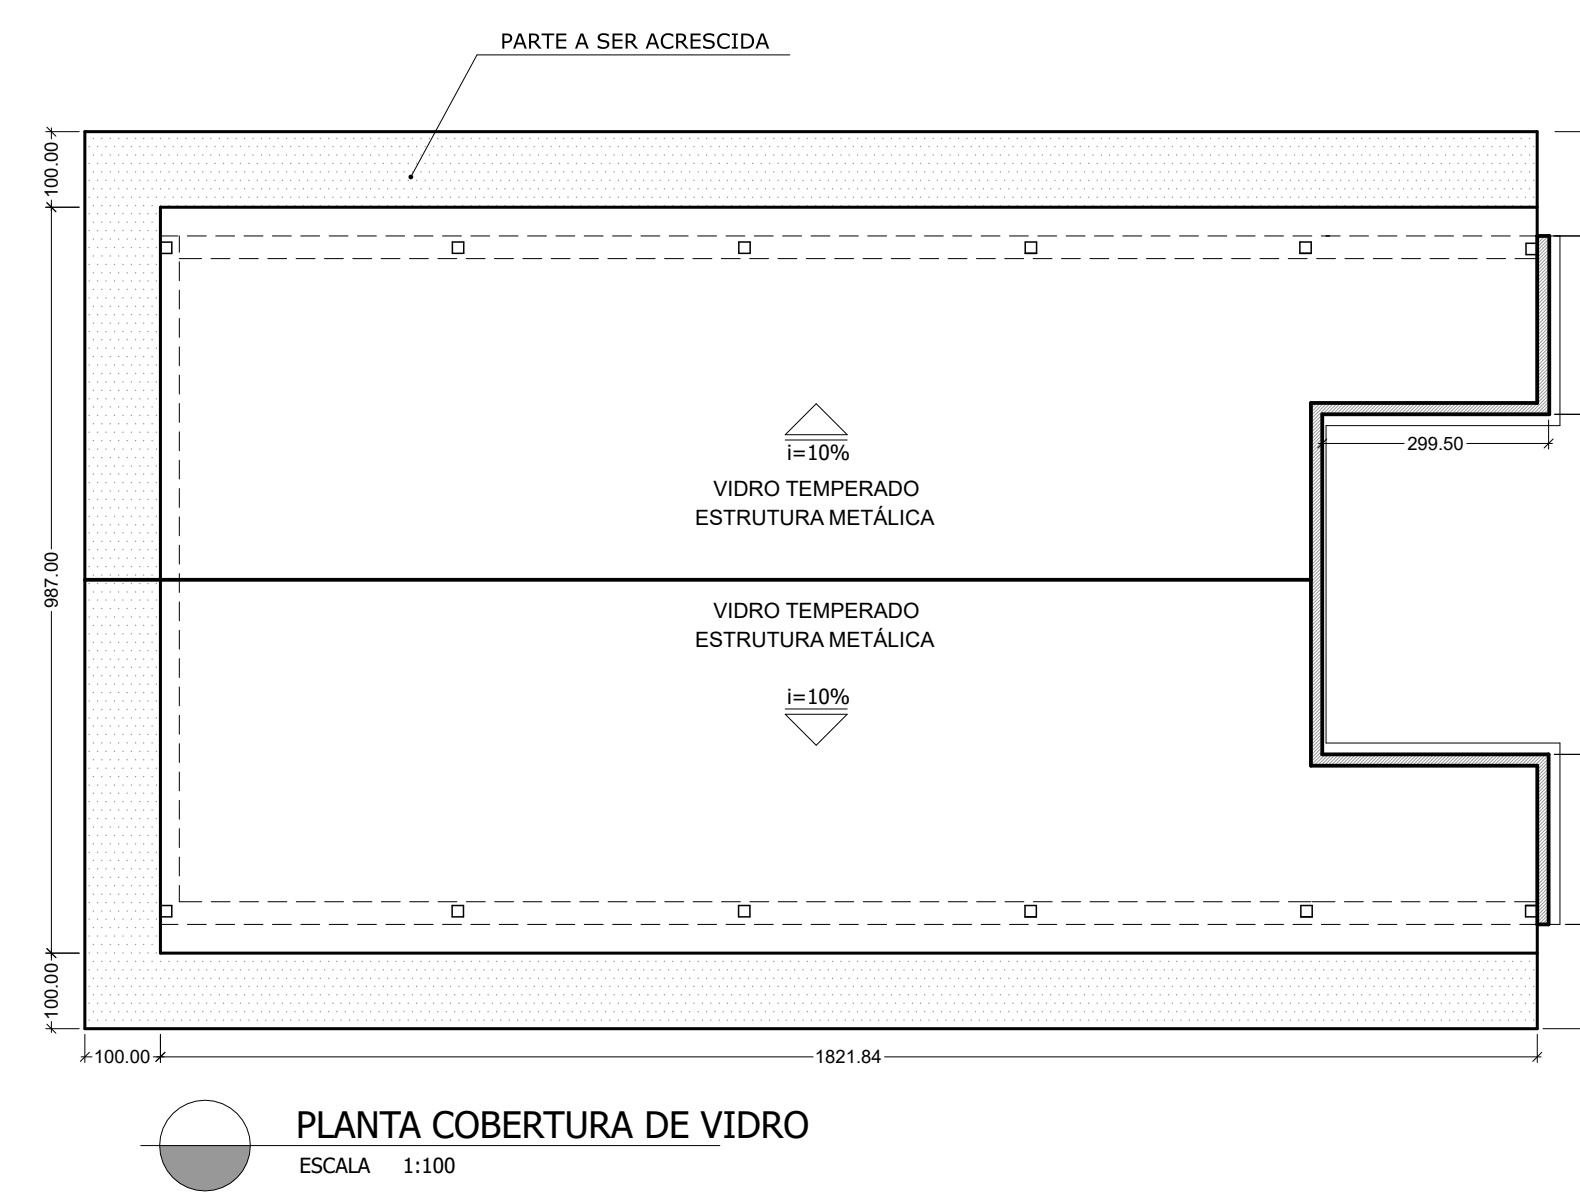 PARTE A SER ACRESCIDA
100.00
299.50
i=10%
VIDRO TEMPERADO
ESTRUTURA METÁLICA
987.00
VIDRO TEMPERADO
ESTRUTURA METÁLICA
i=10%
100.00
100.00
1821.84
PLANTA COBERTURA DE VIDRO
ESCALA 1:100